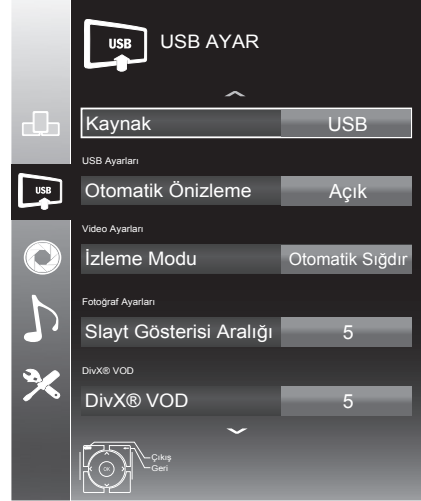 USB
USB AYAR
Kaynak
USB
USB Ayarları
USB
Otomatik Önizleme
Açık
Video Ayarları
İzleme Modu
Otomatik Sığdır
Fotoğraf Ayarları
Slayt Gösterisi Aralığı
5
DivX® VOD
DivX® VOD
5
Çıkış
Geri
OK